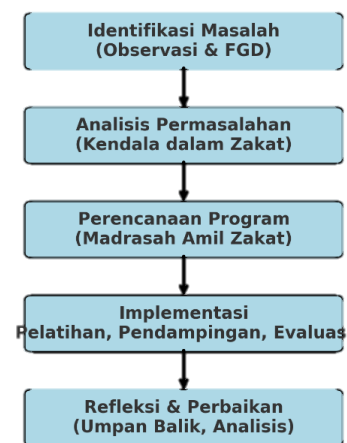 Identifikasi Masalah
(Observasi & FGD)
Analisis Permasalahan
(Kendala dalam Zakat)
Perencanaan Program
(Madrasah Amil Zakat)
Implementasi
Pelatihan, Pendampingan, Evaluas
Refleksi & Perbaikan
(Umpan Balik, Analisis)